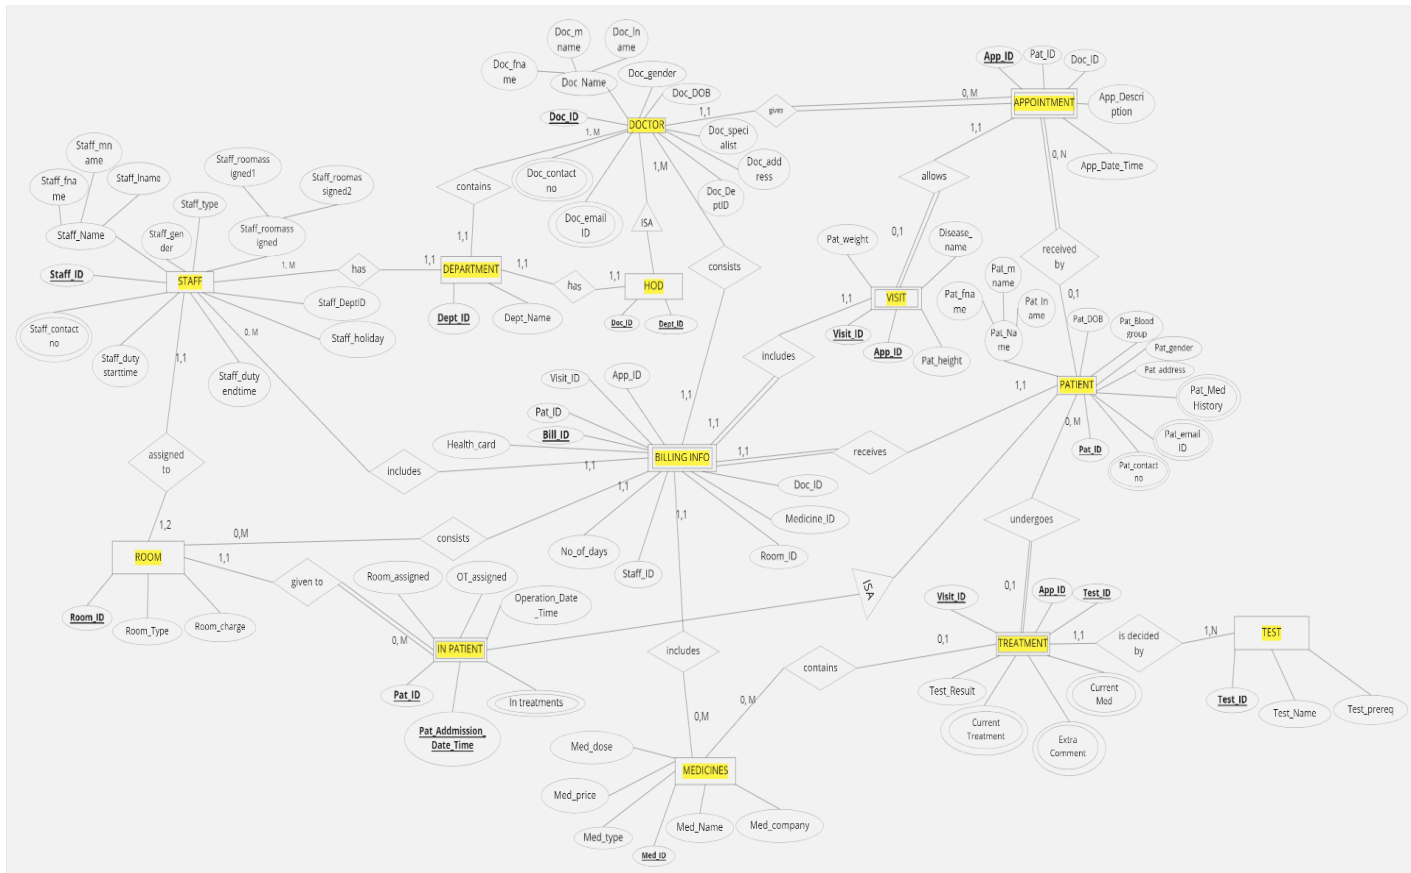 Doc_m
name
Doc_ln
ame
Doc_fna
me
Doc_Name
Doc_gender
Doc_DOB
Doc_ID
DOCTOR
1, M
1,1
gives
0, M
Doc_speci
alist
Doc_add
ress
Doc_De
ptID
Doc_contact
no
Doc_email
ID
1,M
ISA
App_ID
Pat_ID
Doc_ID
APPOINTMENT
App_Descri
ption
App_Date_Time
1,1
0, N
allows
0,1
received
by
0,1
Staff_mn
ame
Staff_fna
me
Staff_lname
Staff_Name
Staff_type
Staff_gen
der
Staff_roomass
igned1
Staff_roomas
signed2
Staff_roomass
igned
Staff_ID
STAFF
1, M
has
1,1
Staff_DeptID
Staff_holiday
Staff_contact
no
Staff_duty
starttime
Staff_duty
endtime
0, M
1,1
contains
1,1
DEPARTMENT
1,1
has
1,1
HOD
Dept_ID
Dept_Name
Doc_ID
Dept_ID
consists
1,1
Pat_weight
Disease_
name
VISIT
1,1
Visit_ID
App_ID
Pat_height
includes
1,1
Pat_m
name
Pat_fna
me
Pat_ln
ame
Pat_Na
me
Pat_DOB
Pat_Blood
group
Pat_gender
Pat_address
Pat_Med
History
Pat_email
ID
Pat_contact
no
Pat_ID
PATIENT
1,1
0, M
Visit_ID
App_ID
Pat_ID
Bill_ID
Health_card
BILLING INFO
1,1
receives
Doc_ID
Medicine_ID
Room_ID
Staff_ID
No_of_days
1,1
1,1
1,1
includes
assigned
to
1,2
ROOM
0,M
consists
1,1
given to
0, M
Room_ID
Room_Type
Room_charge
Room_assigned
OT_assigned
Operation_Date
_Time
IN PATIENT
Pat_ID
Pat_Addmission_
Date_Time
In treatments
ISA
undergoes
0,1
Visit_ID
App_ID
Test_ID
TREATMENT
0,1
1,1
is decided
by
1,N
TEST
Test_ID
Test_Name
Test_prereq
Test_Result
Current
Treatment
Extra
Comment
Current
Med
contains
0, M
includes
0,M
MEDICINES
Med_dose
Med_price
Med_type
Med_ID
Med_Name
Med_company